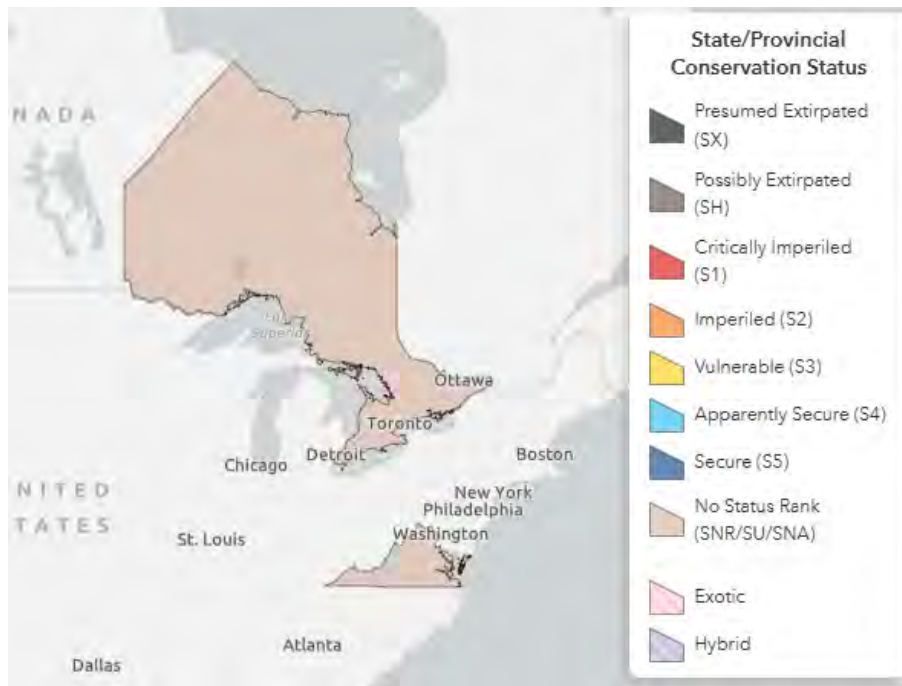 NADA
Superior
Ottawa
Toronto
Detroit
Chicago
Boston
NITED
TATES
New York
Philadelphia
St. Louis
Washington
Atlanta
Dallas
State/Provincial
Conservation Status
Presumed Extirpated
(SX)
Possibly Extirpated
(SH)
Critically Imperiled
(S1)
Imperiled (S2)
Vulnerable (S3)
Apparently Secure (S4)
Secure (S5)
No Status Rank
(SNR/SU/SNA)
Exotic
Hybrid